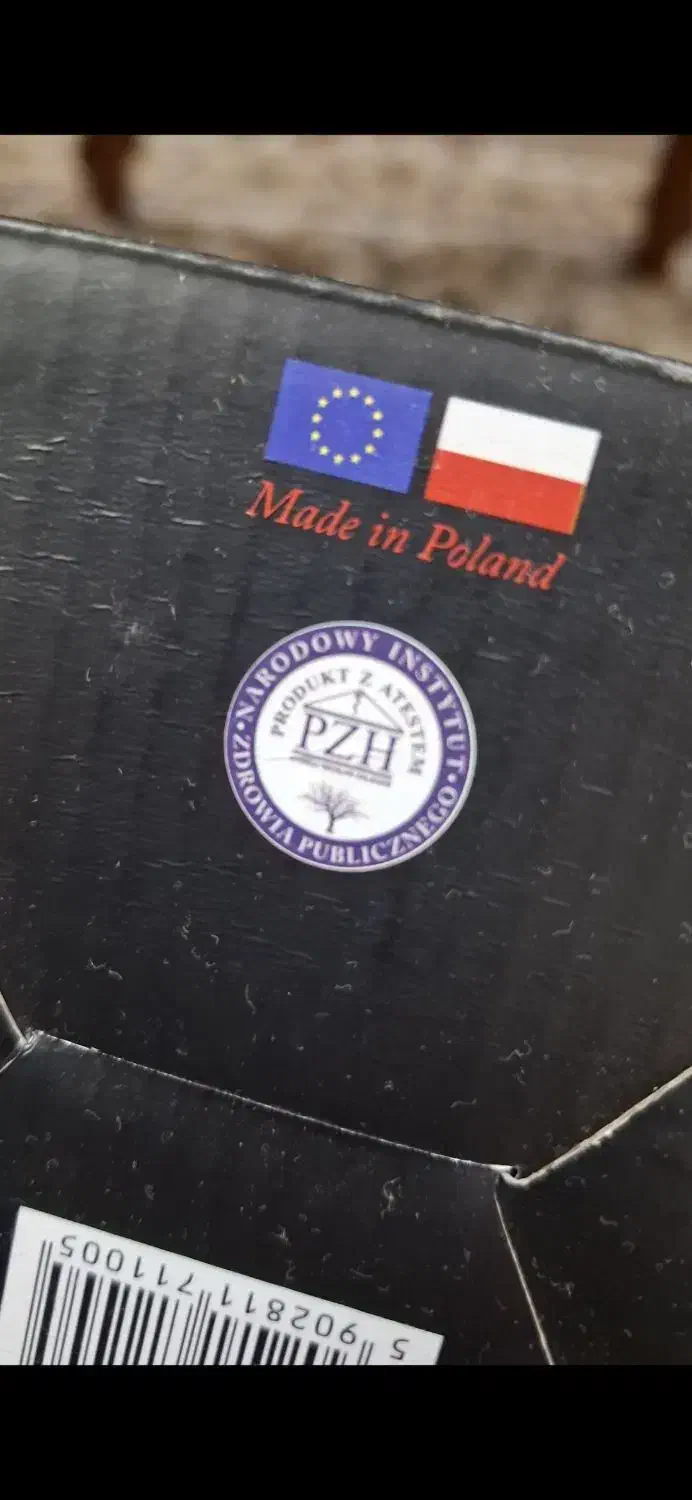 Made in Poland
NARODOWY INSTYTUT
ZDROWIA PUBLICZNEGO
PRODUKT Z ATESTEM
PZH
5 902811 711005